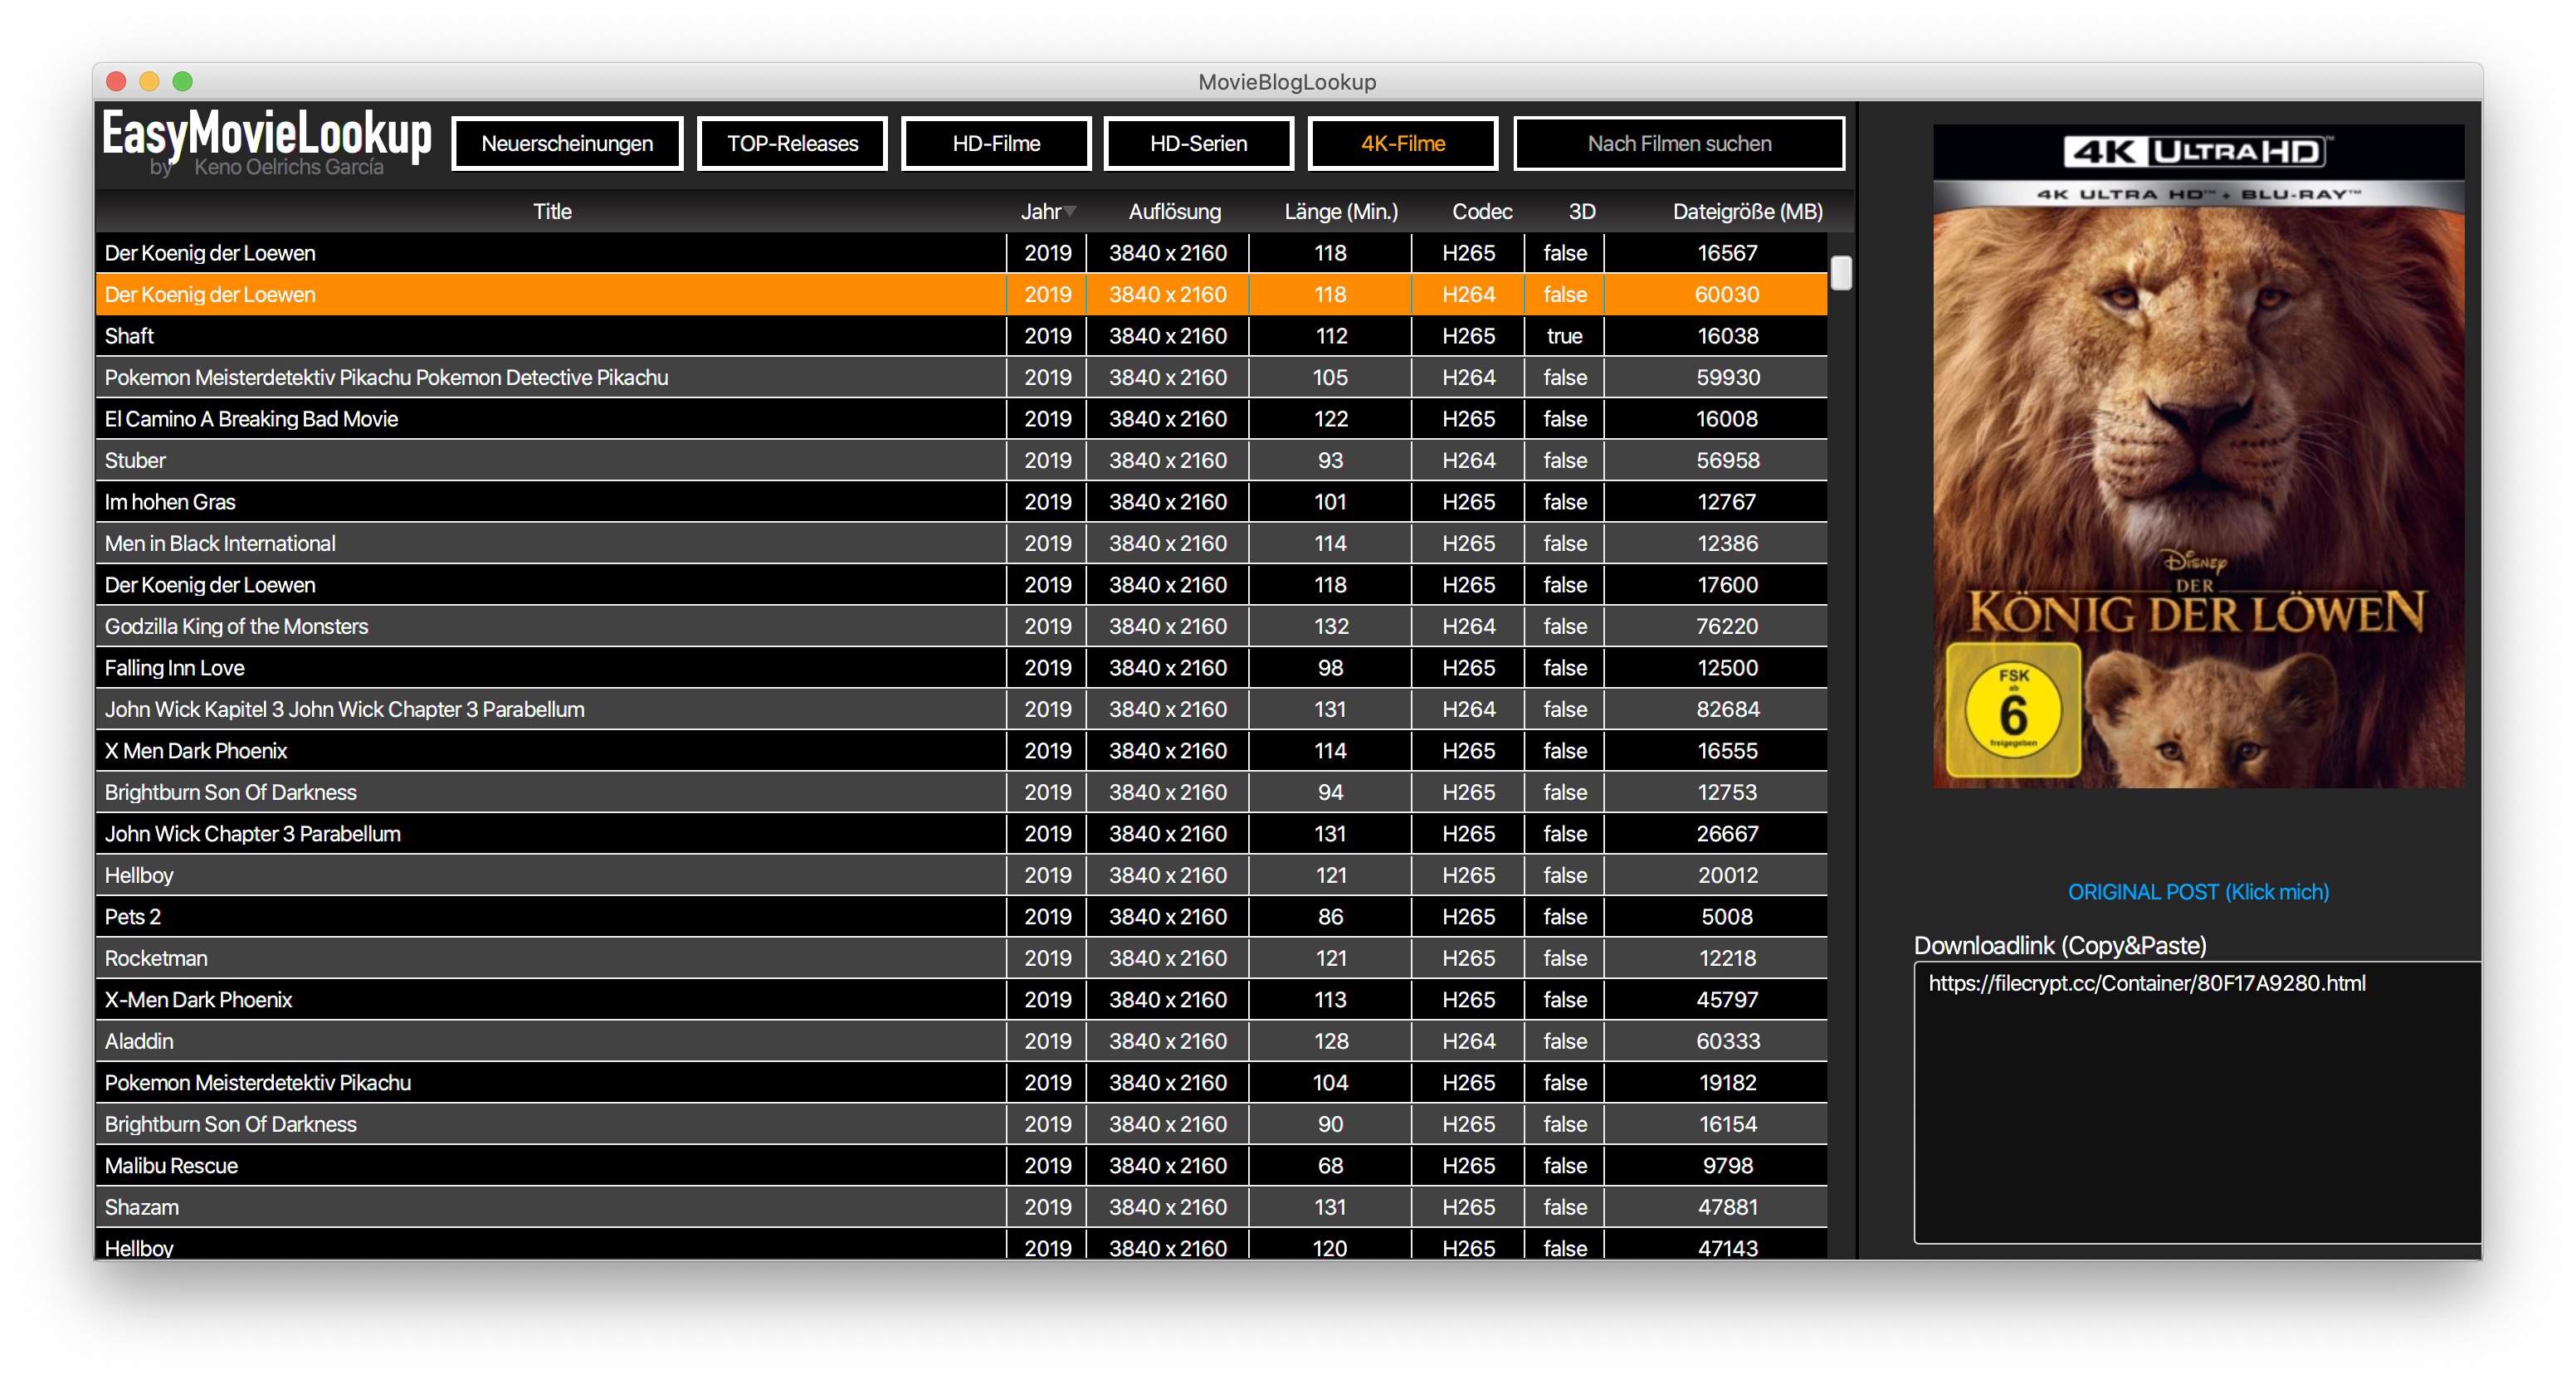 MovieBlogLookup
EasyMovieLookup
by Keno Oelrichs García
Neuerscheinungen TOP-Releases HD-Filme HD-Serien 4K-Filme Nach Filmen suchen
Title Jahr Auflösung Länge (Min.) Codec 3D Dateigröße (MB)
Der Koenig der Loewen 2019 3840 x 2160 118 H265 false 16567
Der Koenig der Loewen 2019 3840 x 2160 118 H264 false 60030
Shaft 2019 3840 x 2160 112 H265 true 16038
Pokemon Meisterdetektiv Pikachu Pokemon Detective Pikachu 2019 3840 x 2160 105 H264 false 59930
El Camino A Breaking Bad Movie 2019 3840 x 2160 122 H265 false 16008
Stuber 2019 3840 x 2160 93 H264 false 56958
Im hohen Gras 2019 3840 x 2160 101 H265 false 12767
Men in Black International 2019 3840 x 2160 114 H265 false 12386
Der Koenig der Loewen 2019 3840 x 2160 118 H265 false 17600
Godzilla King of the Monsters 2019 3840 x 2160 132 H264 false 76220
Falling Inn Love 2019 3840 x 2160 98 H265 false 12500
John Wick Kapitel 3 John Wick Chapter 3 Parabellum 2019 3840 x 2160 131 H264 false 82684
X Men Dark Phoenix 2019 3840 x 2160 114 H265 false 16555
Brightburn Son Of Darkness 2019 3840 x 2160 94 H265 false 12753
John Wick Chapter 3 Parabellum 2019 3840 x 2160 131 H265 false 26667
Hellboy 2019 3840 x 2160 121 H265 false 20012
Pets 2 2019 3840 x 2160 86 H265 false 5008
Rocketman 2019 3840 x 2160 121 H265 false 12218
X-Men Dark Phoenix 2019 3840 x 2160 113 H265 false 45797
Aladdin 2019 3840 x 2160 128 H264 false 60333
Pokemon Meisterdetektiv Pikachu 2019 3840 x 2160 104 H265 false 19182
Brightburn Son Of Darkness 2019 3840 x 2160 90 H265 false 16154
Malibu Rescue 2019 3840 x 2160 68 H265 false 9798
Shazam 2019 3840 x 2160 131 H265 false 47881
Hellboy 2019 3840 x 2160 120 H265 false 47143
4K ULTRAHD™
4K ULTRA HD™ + BLU-RAY™
DISNEY
DER
KÖNIG DER LÖWEN
FSK
ab
6
freigegeben
ORIGINAL POST (Klick mich)
Downloadlink (Copy&Paste)
https://filecrypt.cc/Container/80F17A9280.html